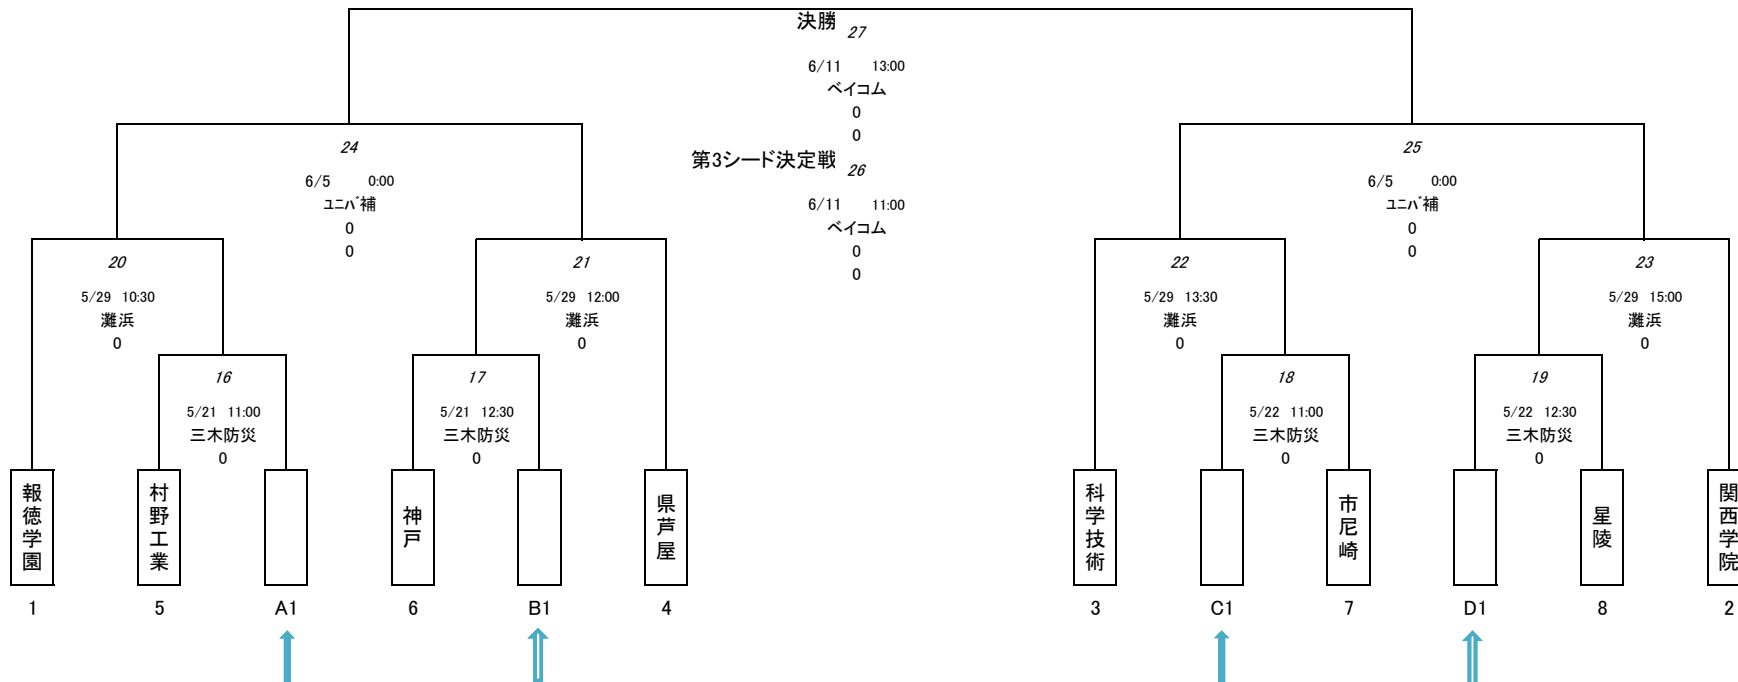 決勝 27
6/11 13:00
ベイコム
0
0
24
25
第3シード決定戦 26
6/5 0:00
6/5 0:00
6/11 11:00
ユニバ補
ユニバ補
ベイコム
0
0
0
0
0
0
20
21
22
23
5/29 10:30
5/29 12:00
5/29 13:30
5/29 15:00
灘浜
灘浜
灘浜
灘浜
0
0
0
0
16
17
18
19
5/21 11:00
5/21 12:30
5/22 11:00
5/22 12:30
三木防災
三木防災
三木防災
三木防災
0
0
0
0
報徳学園
村野工業
神戸
県芦屋
科学技術
市尼崎
星陵
関西学院
1
5
A1
6
B1
4
3
C1
7
D1
8
2